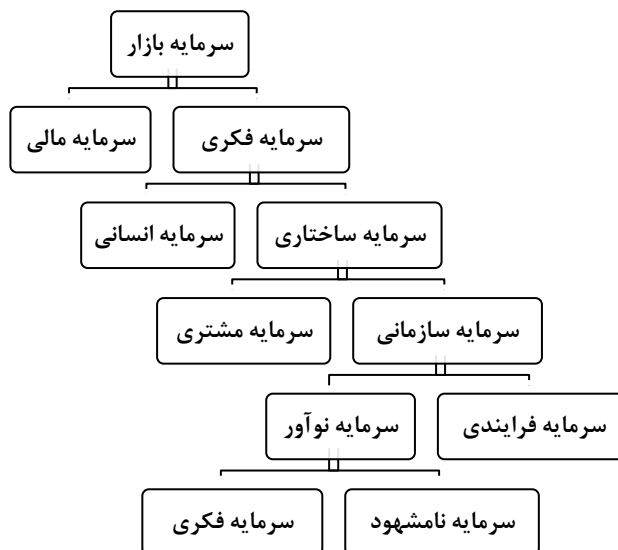 سرمایه بازار
سرمایه فکری
سرمایه مالی
سرمایه ساختاری
سرمایه انسانی
سرمایه سازمانی
سرمایه مشتری
سرمایه فرایندی
سرمایه نوآور
سرمایه نامشهود
سرمایه فکری